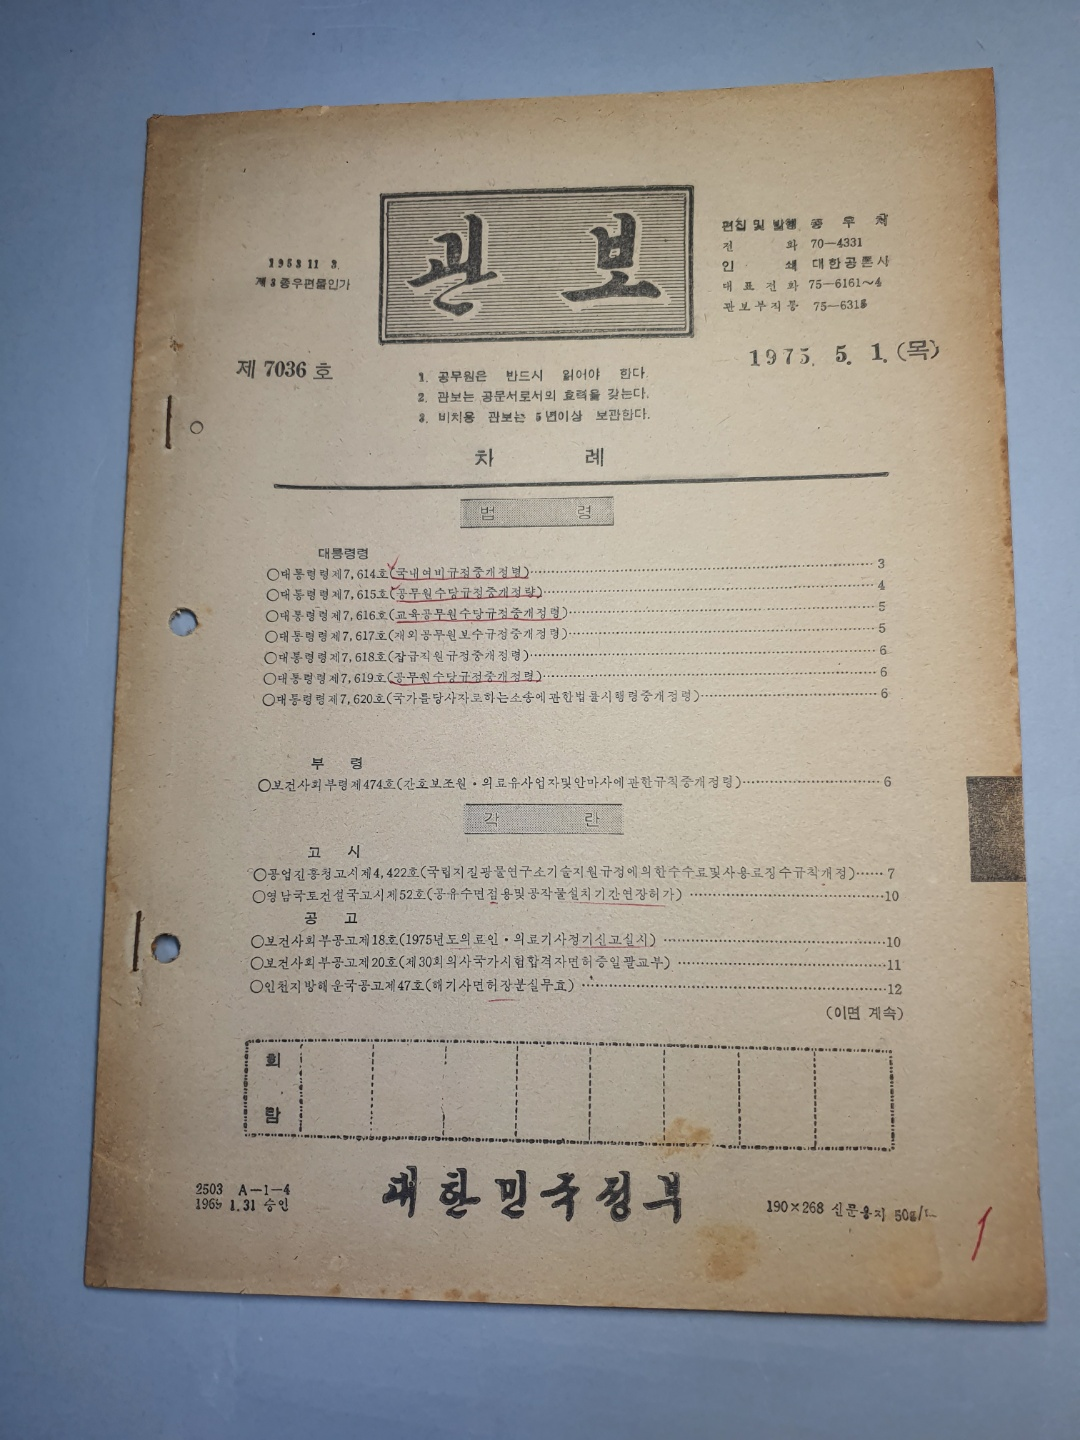 관 보
1953 11 3.
제3종우편물인가
편집 및 발행 총 무 처
전 화 70—4331
인 쇄 대한공론사
대 표 전 화 75—6161~4
관보부직통 75—631
제 7036 호
1975. 5. 1. (목)
1. 공무원은 반드시 읽어야 한다.
2. 관보는 공문서로서의 효력을 갖는다.
3. 비치용 관보는 5년이상 보관한다.
차 례
법 령
대통령령
○대통령령제7,614호(국내여비규정중개정령)……3
○대통령령제7,615호(공무원수당규정중개정령)……4
○대통령령제7,616호(교육공무원수당규정중개정령)……5
○대통령령제7,617호(재외공무원보수규정중개정령)……5
○대통령령제7,618호(잡급직원규정중개정령)……6
○대통령령제7,619호(공무원수당규정중개정령)……6
○대통령령제7,620호(국가를당사자로하는소송에관한법률시행령중개정령)……6
부 령
○보건사회부령제474호(간호보조원·의료유사업자및안마사에관한규칙중개정령)……6
각 란
고 시
○공업진흥청고시제4,422호(국립지질광물연구소기술지원규정에의한수수료및사용료징수규칙개정)……7
○영남국토건설국고시제52호(공유수면점용및공작물설치기간연장허가)……10
공 고
○보건사회부공고제18호(1975년도의료인·의료기사정기신고실시)……10
○보건사회부공고제20호(제30회의사국가시험합격자면허증일괄교부)……11
○인천지방해운국공고제47호(해기사면허장분실무효)……12
(이면 계속)
회
람
2503 A—1—4
1969 1.31 승인
대한민국정부
190×268 신문용지 50g/
1